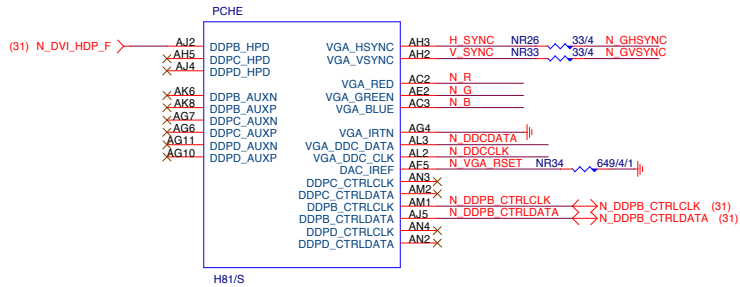 PCHE
(31) N_DVI_HDP_F AJ2 DDPB_HPD VGA_HSYNC AH3 H_SYNC NR26 33/4 N_GHSYNC
AH5 DDPC_HPD VGA_VSYNC AH2 V_SYNC NR33 33/4 N_GVSYNC
AJ4 DDPD_HPD
VGA_RED AC2 N_R
AK6 DDPB_AUXN VGA_GREEN AE2 N_G
AK8 DDPB_AUXP VGA_BLUE AC3 N_B
AG7 DDPC_AUXN
AG6 DDPC_AUXP VGA_IRTN AG4
AG11 DDPD_AUXN VGA_DDC_DATA AL3 N_DDCDATA
AG10 DDPD_AUXP VGA_DDC_CLK AL2 N_DDCCLK
DAC_IREF AF5 N_VGA_RSET NR34 649/4/1
DDPC_CTRLCLK AN3
DDPC_CTRLDATA AM2
DDPB_CTRLCLK AM1 N_DDPB_CTRLCLK N_DDPB_CTRLCLK (31)
DDPB_CTRLDATA AJ5 N_DDPB_CTRLDATA N_DDPB_CTRLDATA (31)
DDPD_CTRLCLK AN4
DDPD_CTRLDATA AN2
H81/S